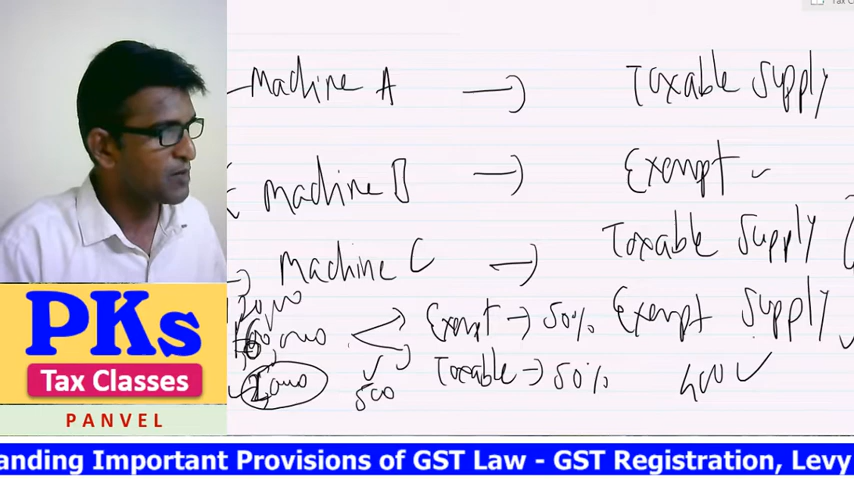 Tax C
Machine A → Taxable Supply
Machine B → Exempt ✓
Machine C → Taxable Supply
Exempt → 50% Exempt Supply
Taxable → 50%
500
PKs
Tax Classes
PANVEL
anding Important Provisions of GST Law - GST Registration, Levy